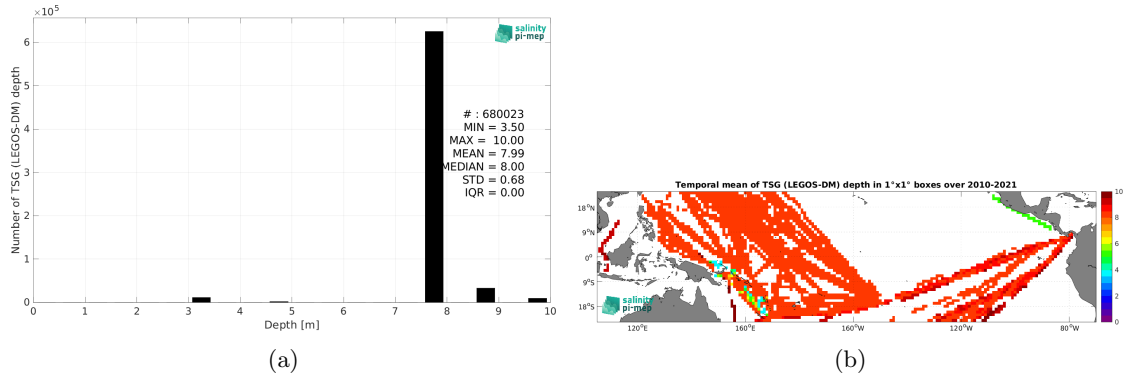 ×10⁵
6
5
4
3
2
1
0
Number of TSG (LEGOS-DM) depth
salinity
pi-mep
# : 680023
MIN = 3.50
MAX = 10.00
MEAN = 7.99
MEDIAN = 8.00
STD = 0.68
IQR = 0.00
0 1 2 3 4 5 6 7 8 9 10
Depth [m]
(a)
Temporal mean of TSG (LEGOS-DM) depth in 1°x1° boxes over 2010-2021
18°N
9°N
0°
9°S
18°S
salinity
pi-mep
120°E 160°E 160°W 120°W 80°W
10
8
6
4
2
0
(b)